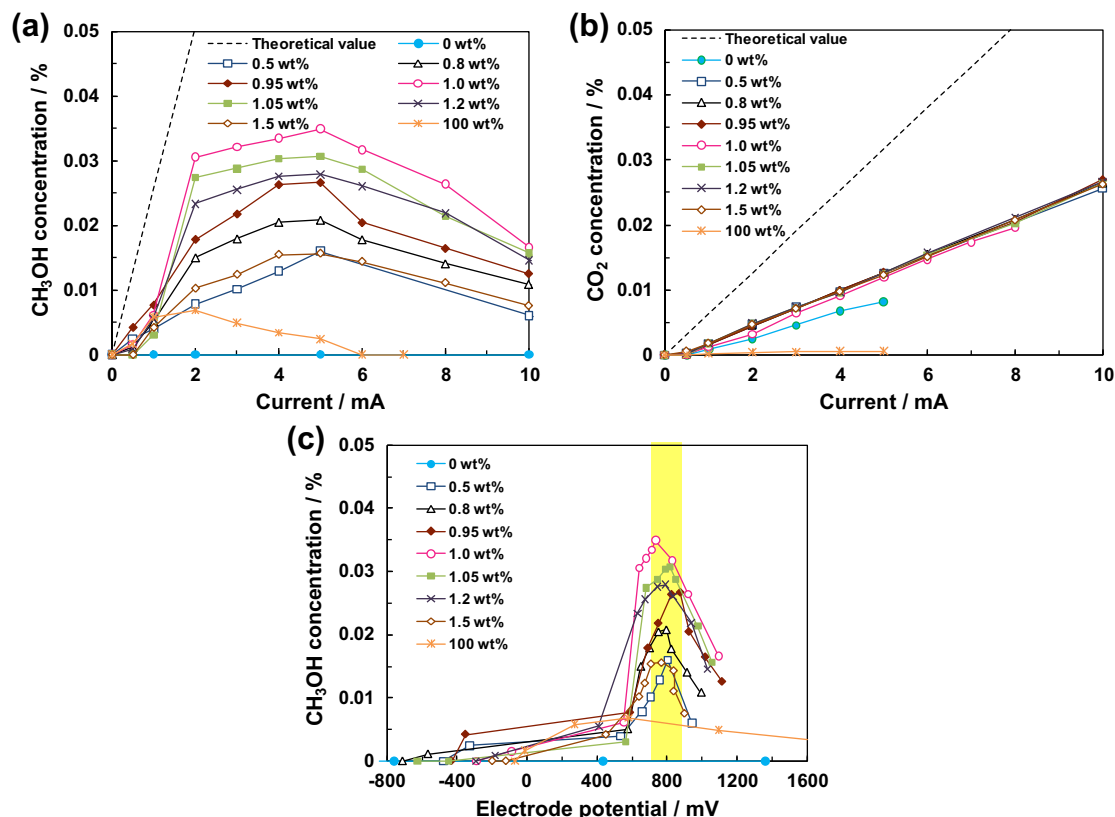 (a)
0.05
0.04
0.03
0.02
0.01
0
CH₃OH concentration / %
Theoretical value
0 wt%
0.5 wt%
0.8 wt%
0.95 wt%
1.0 wt%
1.05 wt%
1.2 wt%
1.5 wt%
100 wt%
0 2 4 6 8 10
Current / mA
(b)
0.05
0.04
0.03
0.02
0.01
0
CO₂ concentration / %
Theoretical value
0 wt%
0.5 wt%
0.8 wt%
0.95 wt%
1.0 wt%
1.05 wt%
1.2 wt%
1.5 wt%
100 wt%
0 2 4 6 8 10
Current / mA
(c)
0.05
0.04
0.03
0.02
0.01
0
CH₃OH concentration / %
0 wt%
0.5 wt%
0.8 wt%
0.95 wt%
1.0 wt%
1.05 wt%
1.2 wt%
1.5 wt%
100 wt%
-800 -400 0 400 800 1200 1600
Electrode potential / mV